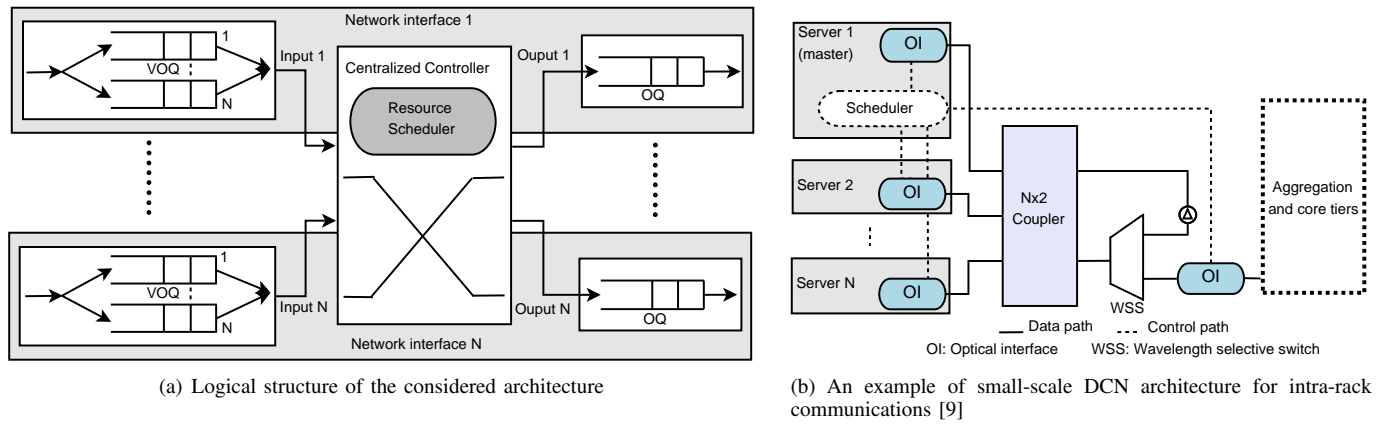 Network interface 1
1
VOQ
N
Input 1
Centralized Controller
Resource
Scheduler
Ouput 1
OQ
1
VOQ
N
Input N
Ouput N
OQ
Network interface N
(a) Logical structure of the considered architecture
Server 1
(master)
OI
Scheduler
Server 2
OI
Server N
OI
Nx2
Coupler
WSS
OI
Aggregation
and core tiers
Data path
Control path
OI: Optical interface
WSS: Wavelength selective switch
(b) An example of small-scale DCN architecture for intra-rack
communications [9]